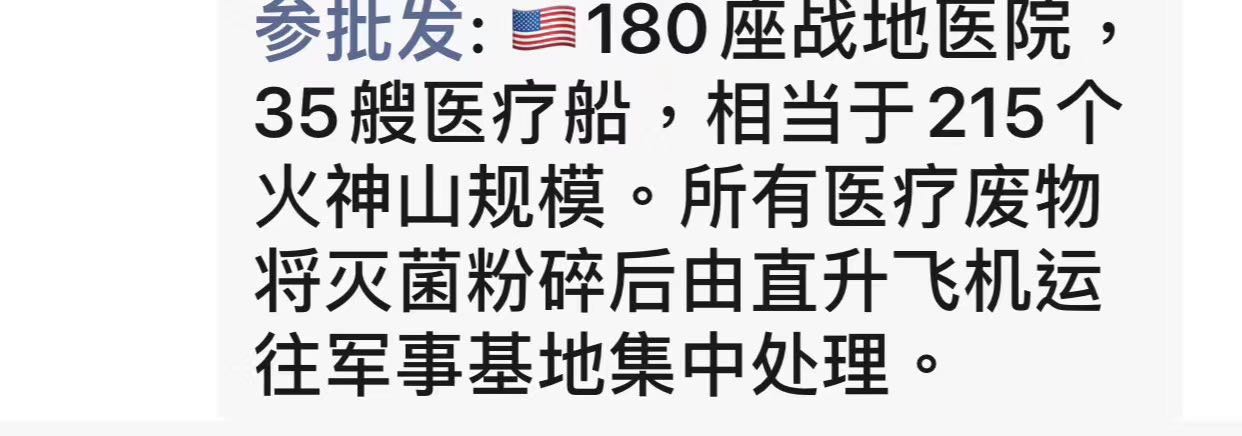 参批发: 🇺🇸180座战地医院，
35艘医疗船，相当于215个
火神山规模。所有医疗废物
将灭菌粉碎后由直升飞机运
往军事基地集中处理。